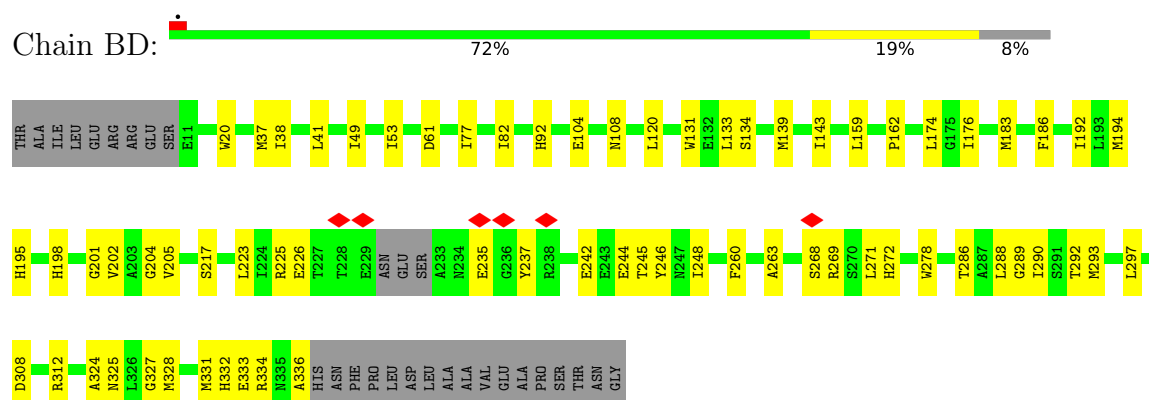 Chain BD:
72% 19% 8%
THR ALA ILE LEU GLU ARG ARG GLU SER E11 W20 M37 I38 L41 I49 I53 D61 I77 I82 H92 E104 N108 L120 W131 E132 L133 S134 M139 I143 L159 P162 L174 G175 I176 M183 F186 I192 L193 M194
H195 H198 G201 V202 A203 G204 V205 S217 L223 I224 R225 E226 T227 T228 E229 ASN GLU SER A233 N234 E235 G236 Y237 R238 E242 E243 E244 T245 Y246 N247 I248 F260 A263 S268 R269 S270 L271 H272 W278 T286 A287 L288 G289 I290 S291 T292 M293 L297
D308 R312 A324 N325 L326 G327 M328 M331 H332 E333 R334 N335 A336 HIS ASN PHE PRO LEU ASP LEU ALA ALA VAL GLU ALA PRO SER THR ASN GLY